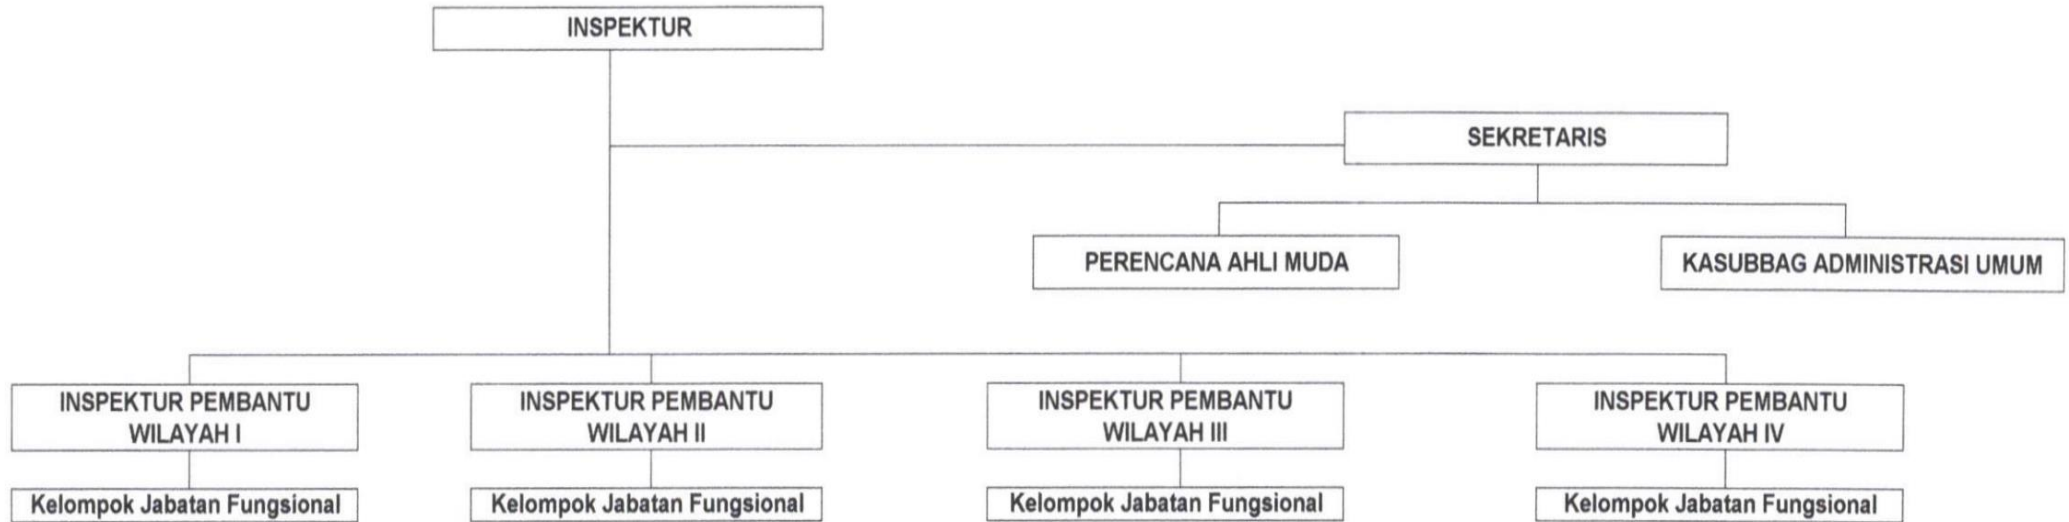 INSPEKTUR
SEKRETARIS
PERENCANA AHLI MUDA
KASUBBAG ADMINISTRASI UMUM
INSPEKTUR PEMBANTU
WILAYAH I
INSPEKTUR PEMBANTU
WILAYAH II
INSPEKTUR PEMBANTU
WILAYAH III
INSPEKTUR PEMBANTU
WILAYAH IV
Kelompok Jabatan Fungsional
Kelompok Jabatan Fungsional
Kelompok Jabatan Fungsional
Kelompok Jabatan Fungsional